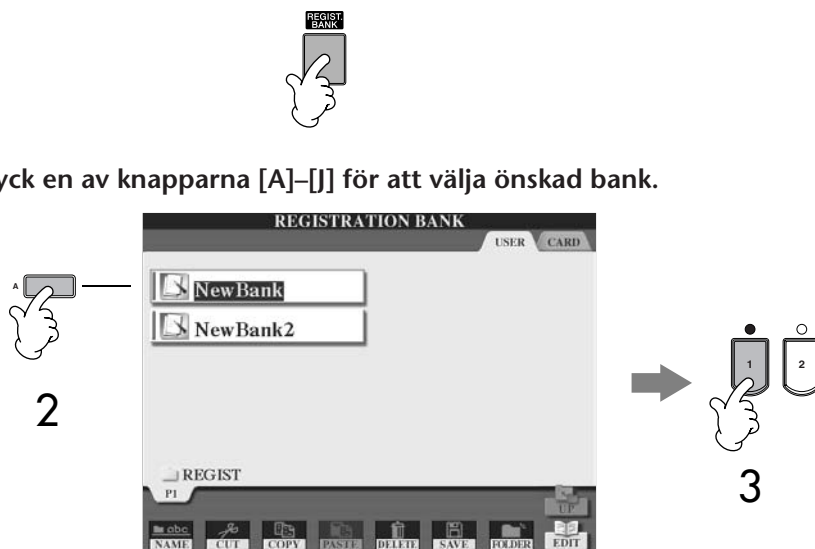 REGIST.
BANK
en av knapparna [A]–[J] för att välja önskad bank.
REGISTRATION BANK
USER CARD
A
NewBank
NewBank2
1 2
2
3
REGIST
P1
UP
abc
NAME CUT COPY PASTE DELETE SAVE FOLDER EDIT